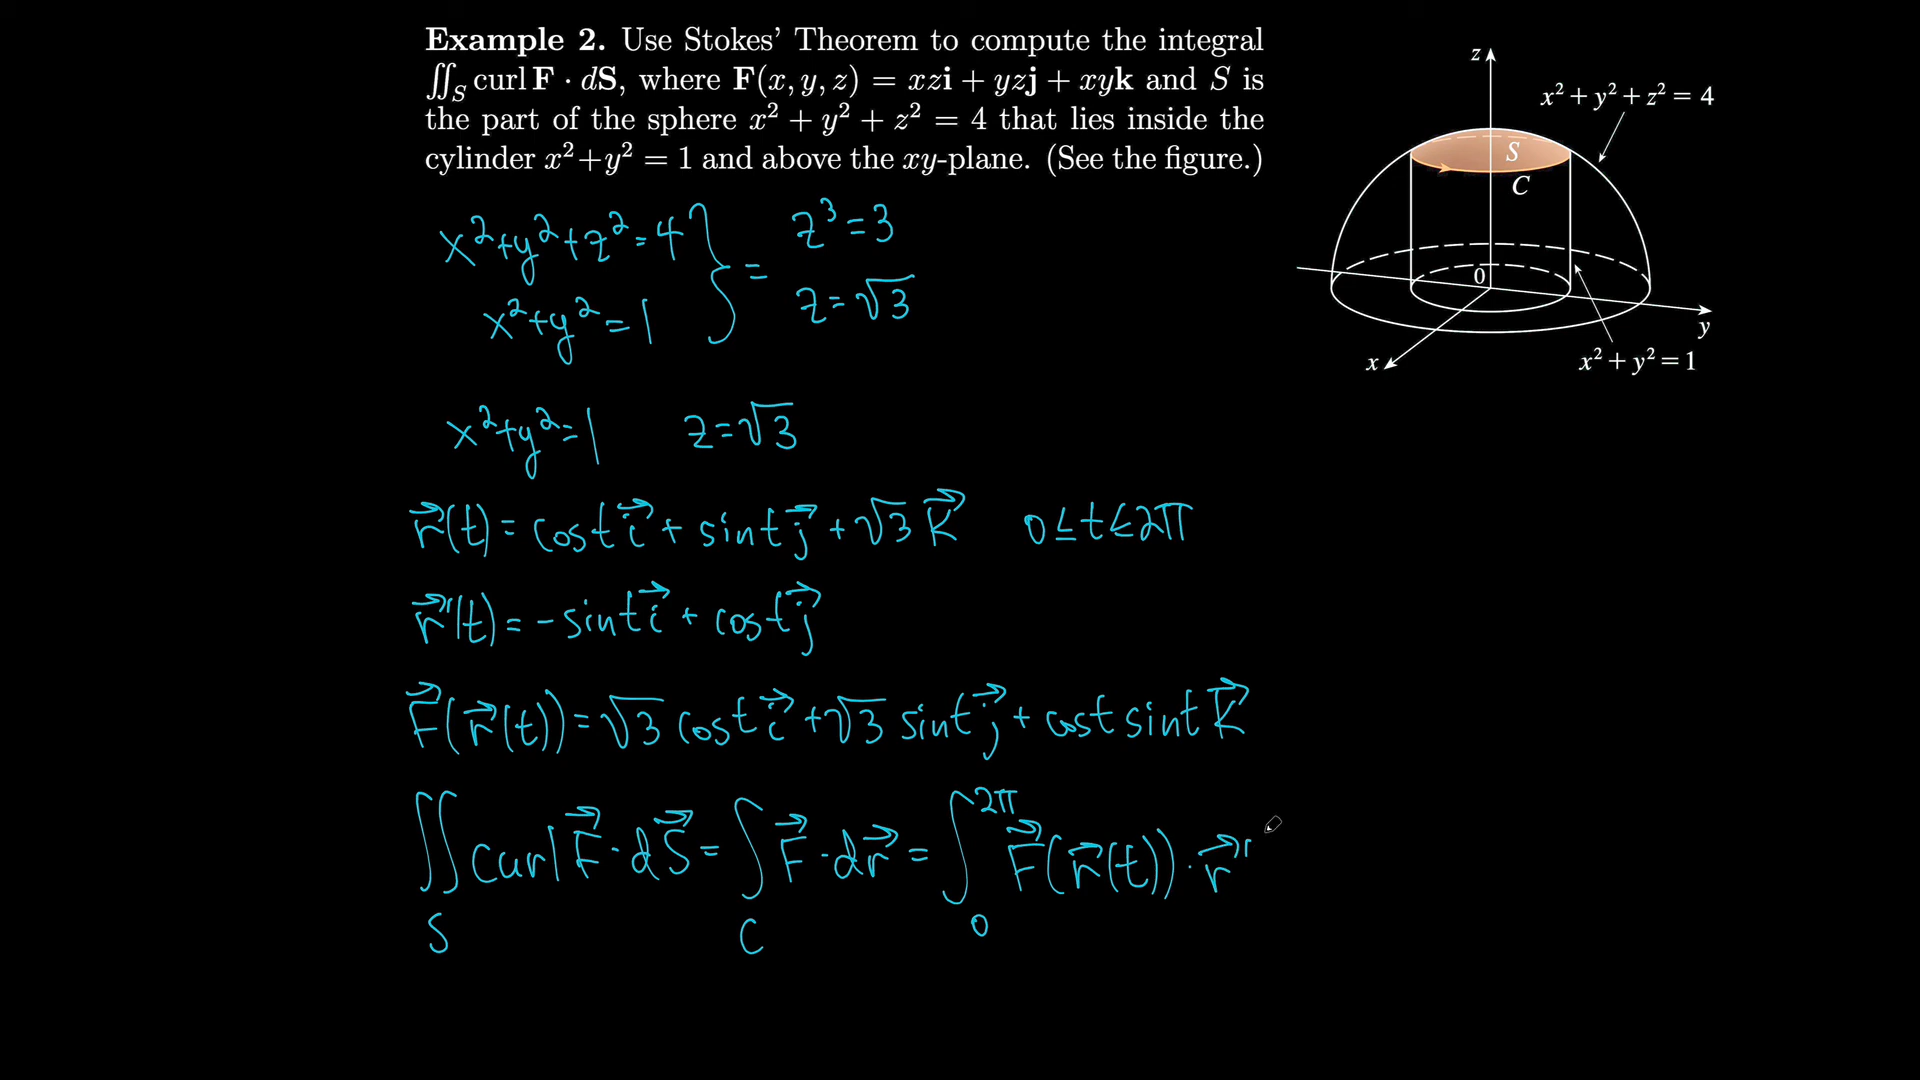 Example 2. Use Stokes' Theorem to compute the integral
∬_S curl F · dS, where F(x, y, z) = xzi + yzj + xyk and S is
the part of the sphere x² + y² + z² = 4 that lies inside the
cylinder x²+y² = 1 and above the xy-plane. (See the figure.)
z
x² + y² + z² = 4
S
C
0
y
x
x² + y² = 1
x²+y²+z²=4 } = z³=3
x²+y²=1 z=√3
x²+y²=1 z=√3
r⃗(t) = cost i⃗ + sint j⃗ + √3 k⃗ 0≤t≤2π
r⃗'(t) = -sint i⃗ + cost j⃗
F⃗(r⃗(t)) = √3 cost i⃗ + √3 sint j⃗ + cost sint k⃗
∬_S curl F⃗ · dS⃗ = ∫_C F⃗ · dr⃗ = ∫_0^2π F⃗(r⃗(t)) · r⃗'